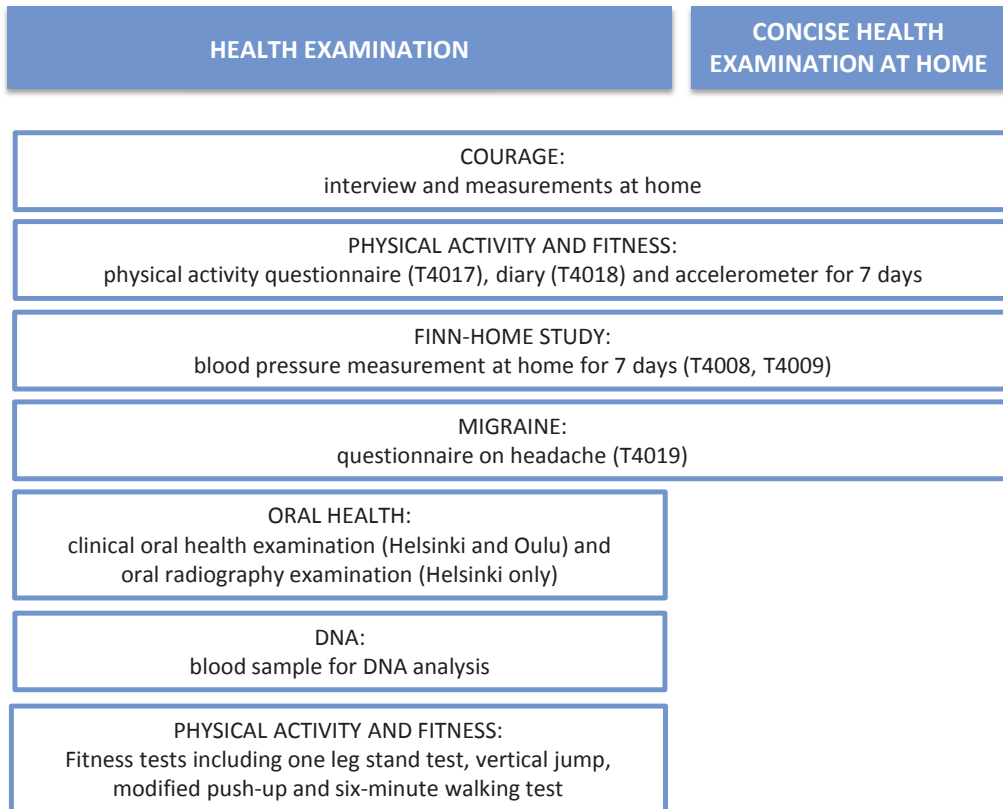 HEALTH EXAMINATION
CONCISE HEALTH
EXAMINATION AT HOME
COURAGE:
interview and measurements at home
PHYSICAL ACTIVITY AND FITNESS:
physical activity questionnaire (T4017), diary (T4018) and accelerometer for 7 days
FINN-HOME STUDY:
blood pressure measurement at home for 7 days (T4008, T4009)
MIGRAINE:
questionnaire on headache (T4019)
ORAL HEALTH:
clinical oral health examination (Helsinki and Oulu) and
oral radiography examination (Helsinki only)
DNA:
blood sample for DNA analysis
PHYSICAL ACTIVITY AND FITNESS:
Fitness tests including one leg stand test, vertical jump,
modified push-up and six-minute walking test